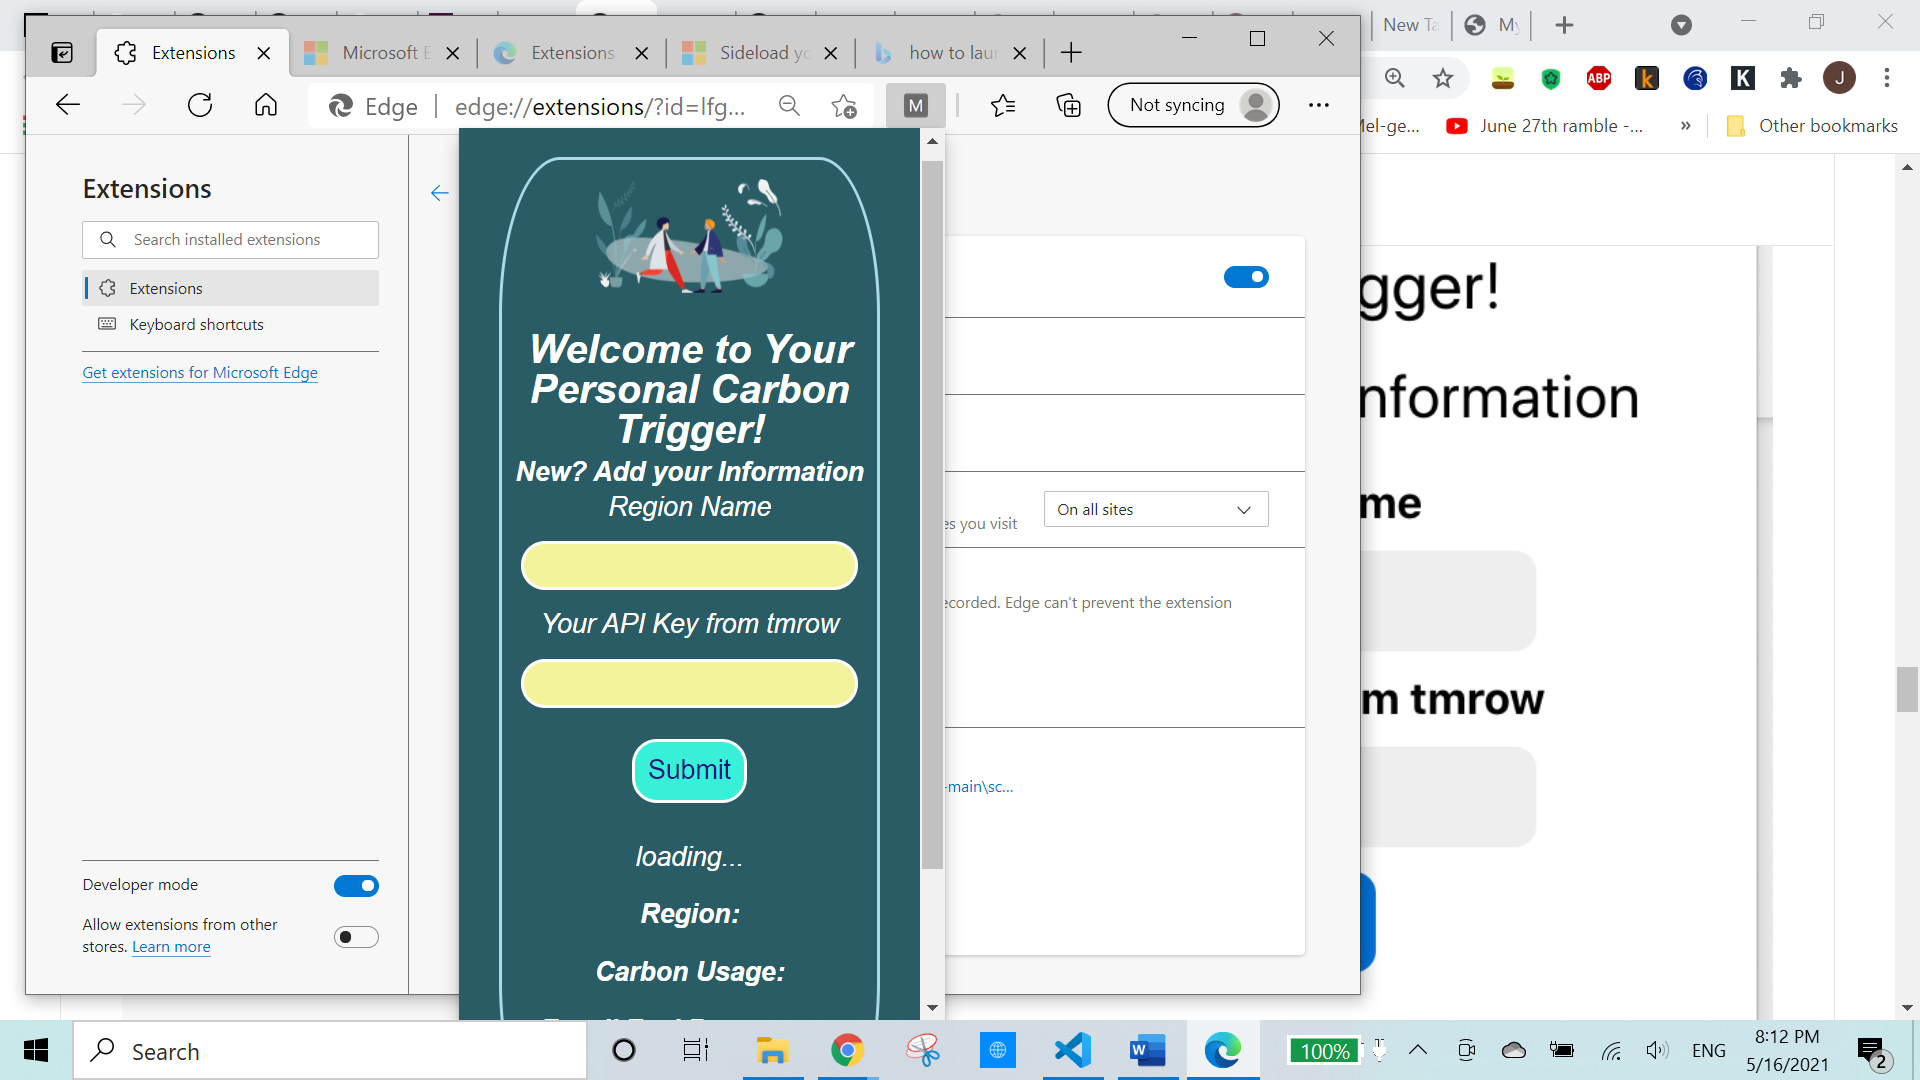 New Ta
My
Extensions
Microsoft E
Extensions
Sideload yo
how to laun
Edge
edge://extensions/?id=lfg...
M
Not syncing
ABP
k
K
J
Mel-ge...
June 27th ramble -...
»
Other bookmarks
Extensions
Search installed extensions
Extensions
Keyboard shortcuts
Get extensions for Microsoft Edge
Developer mode
Allow extensions from other
stores. Learn more
Welcome to Your
Personal Carbon
Trigger!
New? Add your Information
Region Name
Your API Key from tmrow
Submit
loading...
Region:
Carbon Usage:
es you visit
On all sites
ecorded. Edge can't prevent the extension
-main\sc...
gger!
nformation
me
m tmrow
Search
W
100%
ENG
8:12 PM
5/16/2021
2